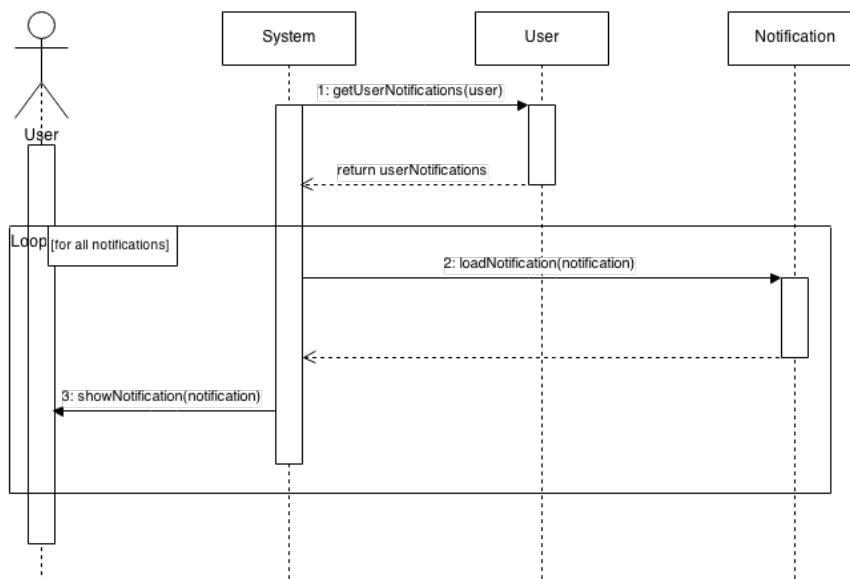 System
User
Notification
User
1: getUserNotifications(user)
return userNotifications
Loop
[for all notifications]
2: loadNotification(notification)
3: showNotification(notification)